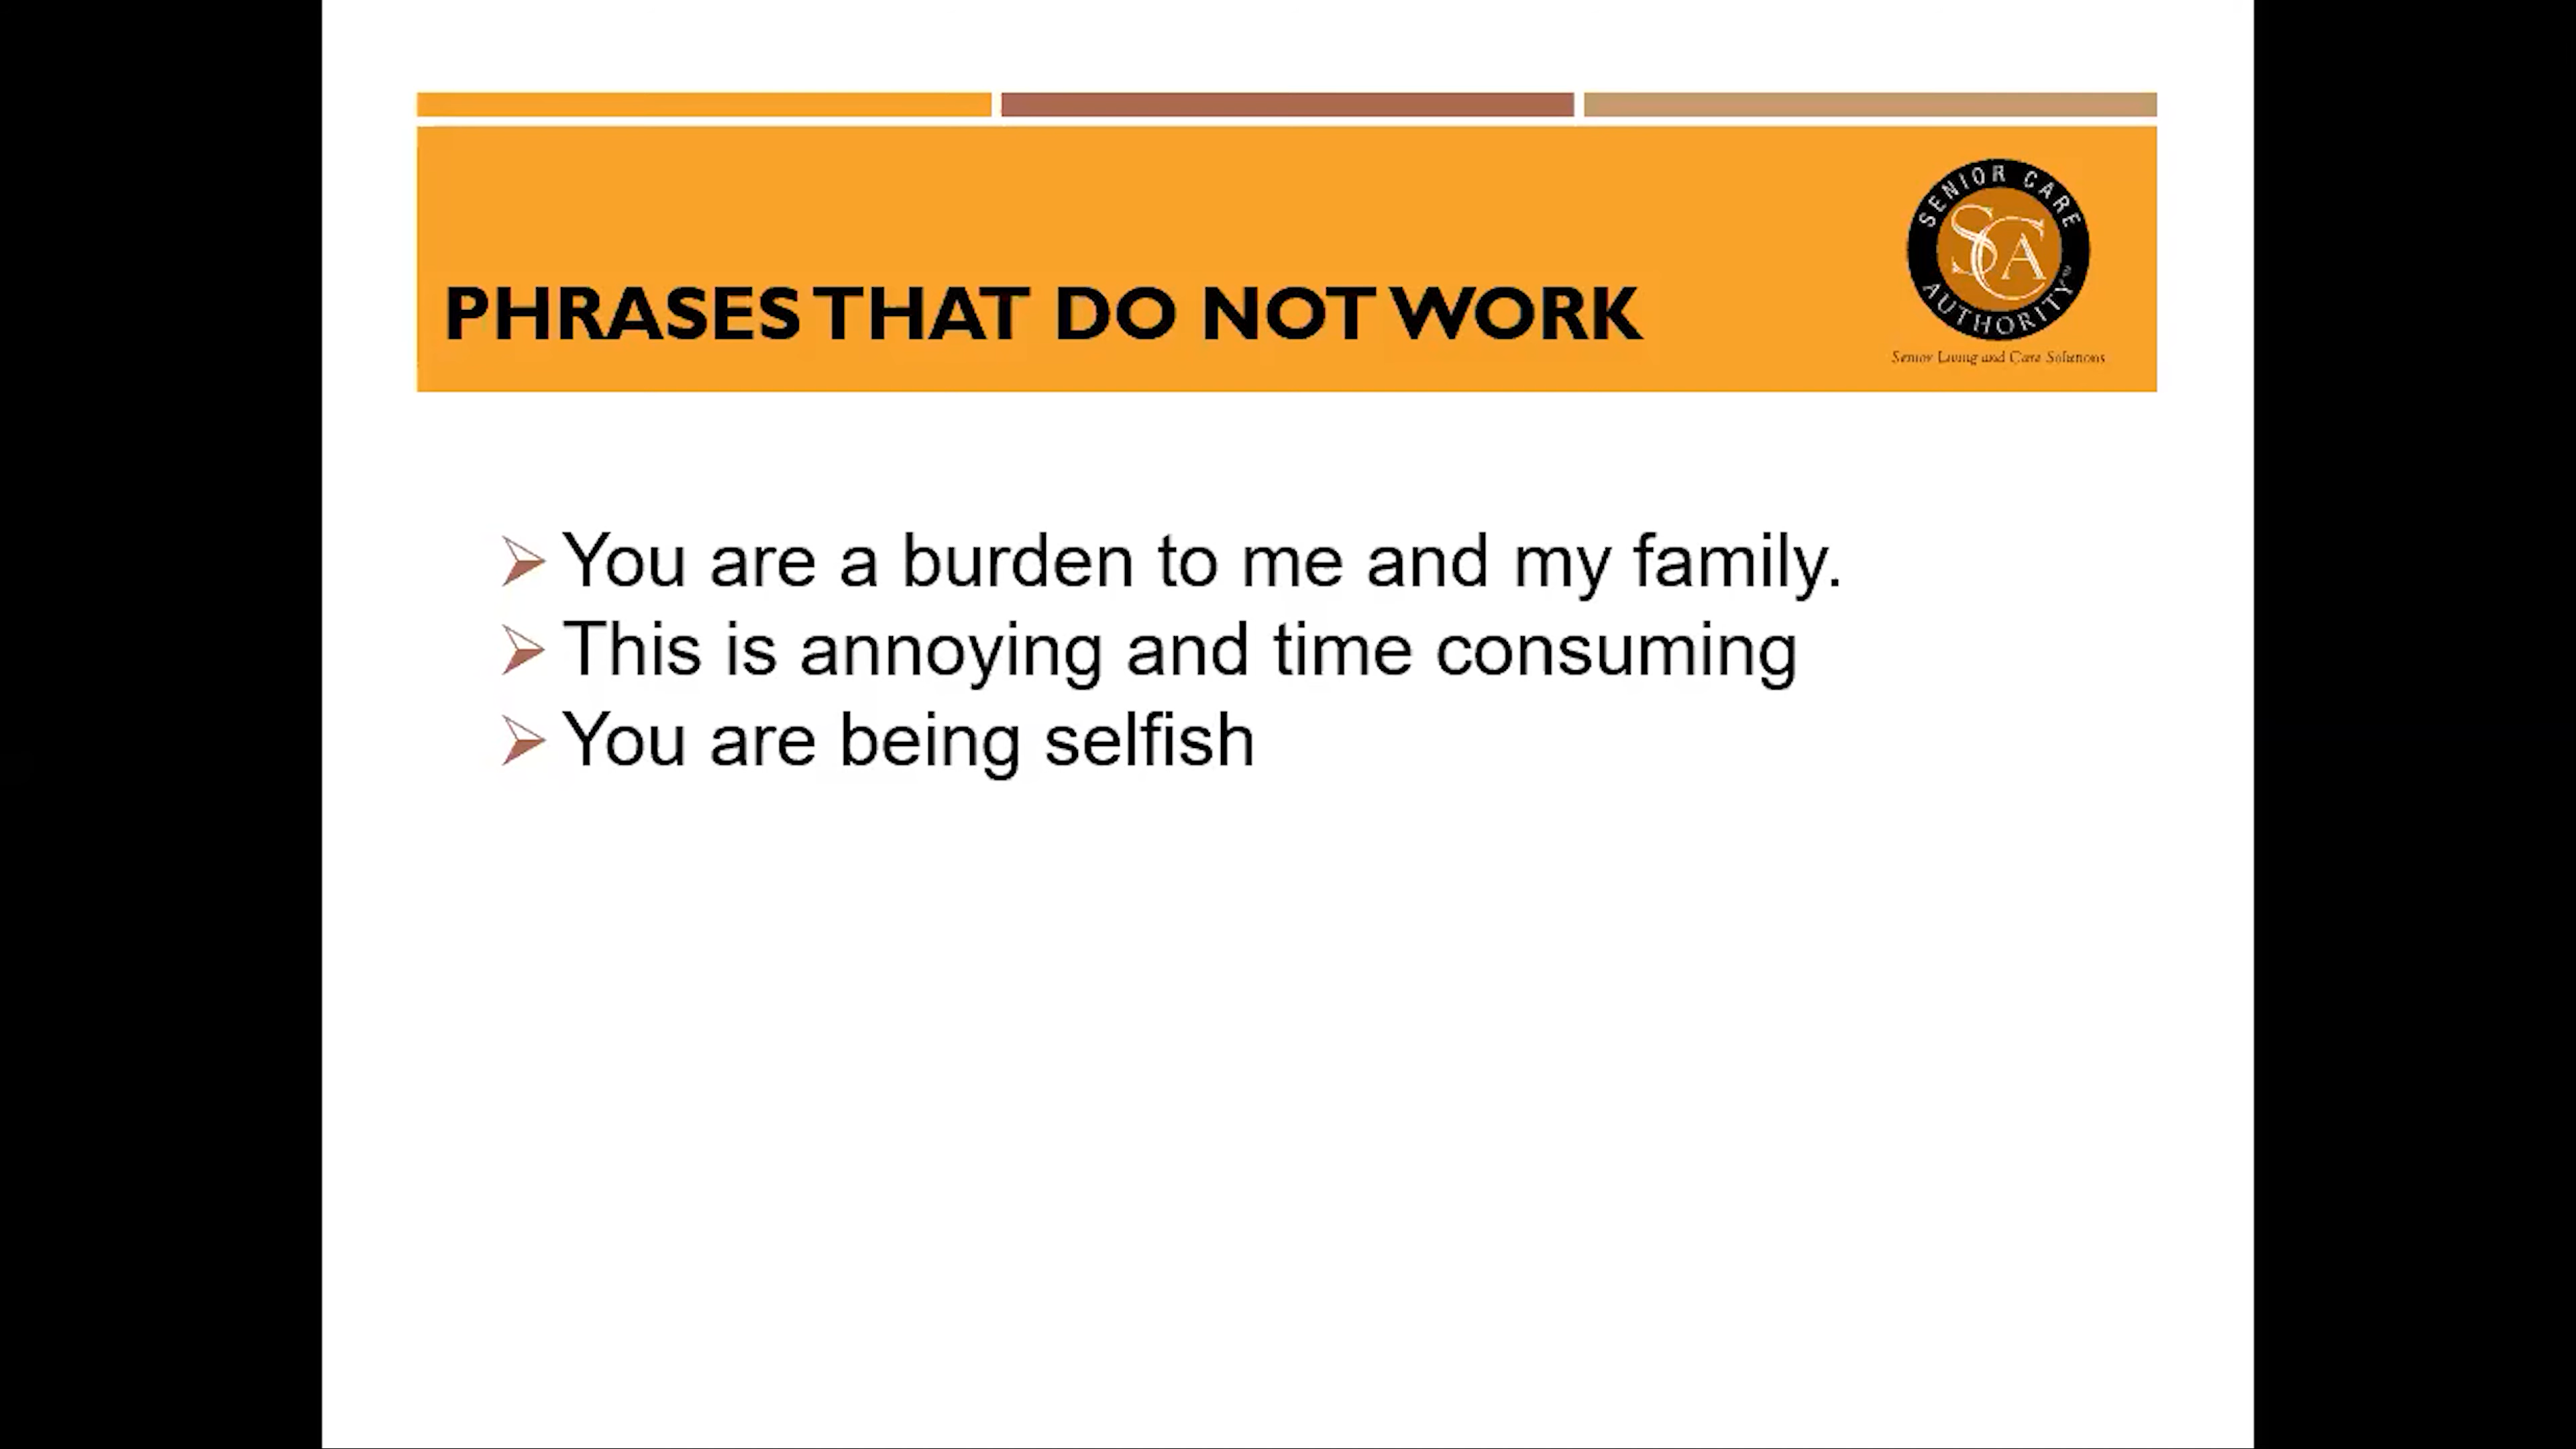 PHRASES THAT DO NOT WORK
SENIOR CARE
SCA
AUTHORITY
Senior Living and Care Solutions
You are a burden to me and my family.
This is annoying and time consuming
You are being selfish